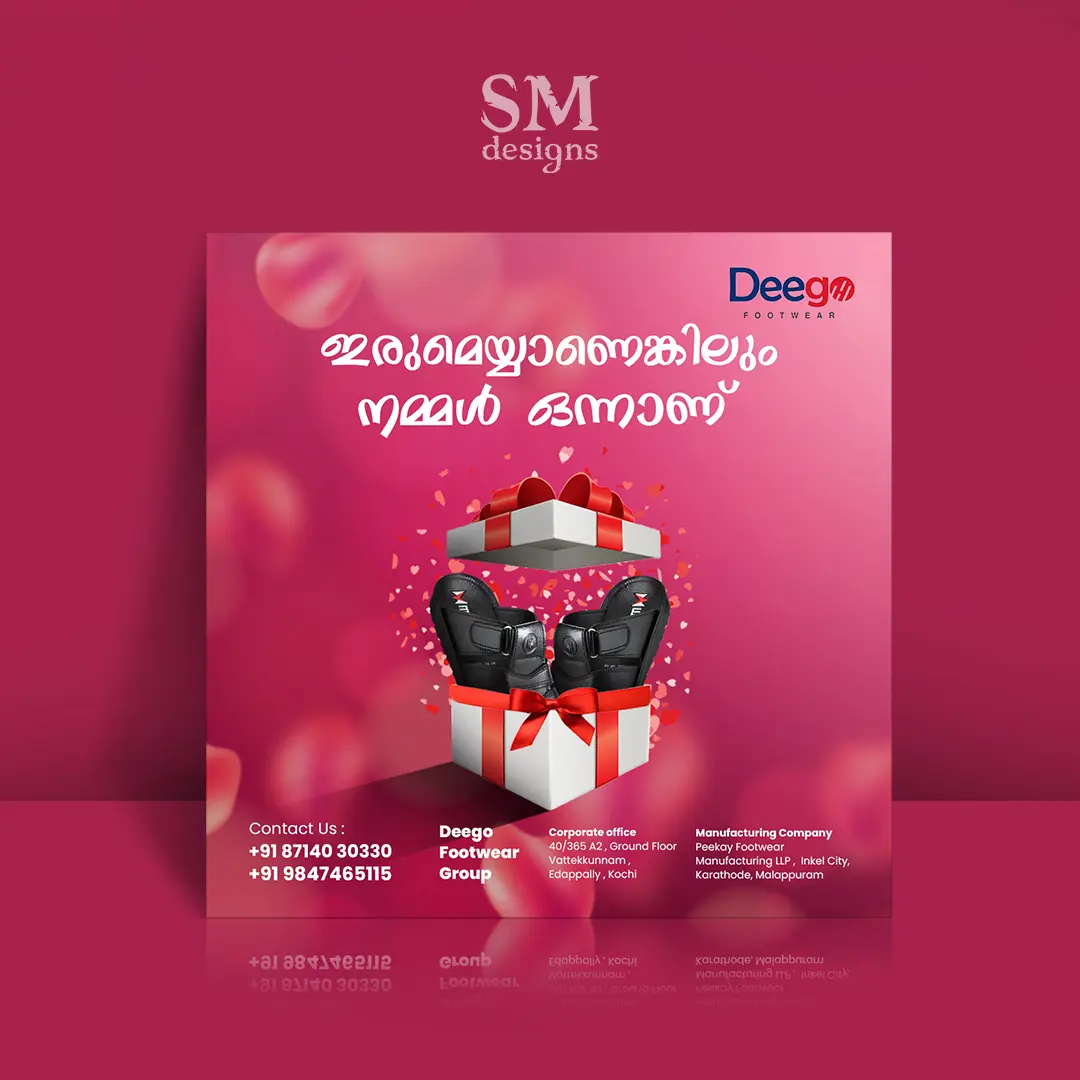 SM
designs
Deego
FOOTWEAR
ഇരുമെയ്യാണെങ്കിലും
നമ്മൾ ഒന്നാണ്
Contact Us :
+91 87140 30330
+91 9847465115
Deego
Footwear
Group
Corporate office
40/365 A2 , Ground Floor
Vattekkunnam ,
Edappally , Kochi
Manufacturing Company
Peekay Footwear
Manufacturing LLP , Inkel City,
Karathode, Malappuram